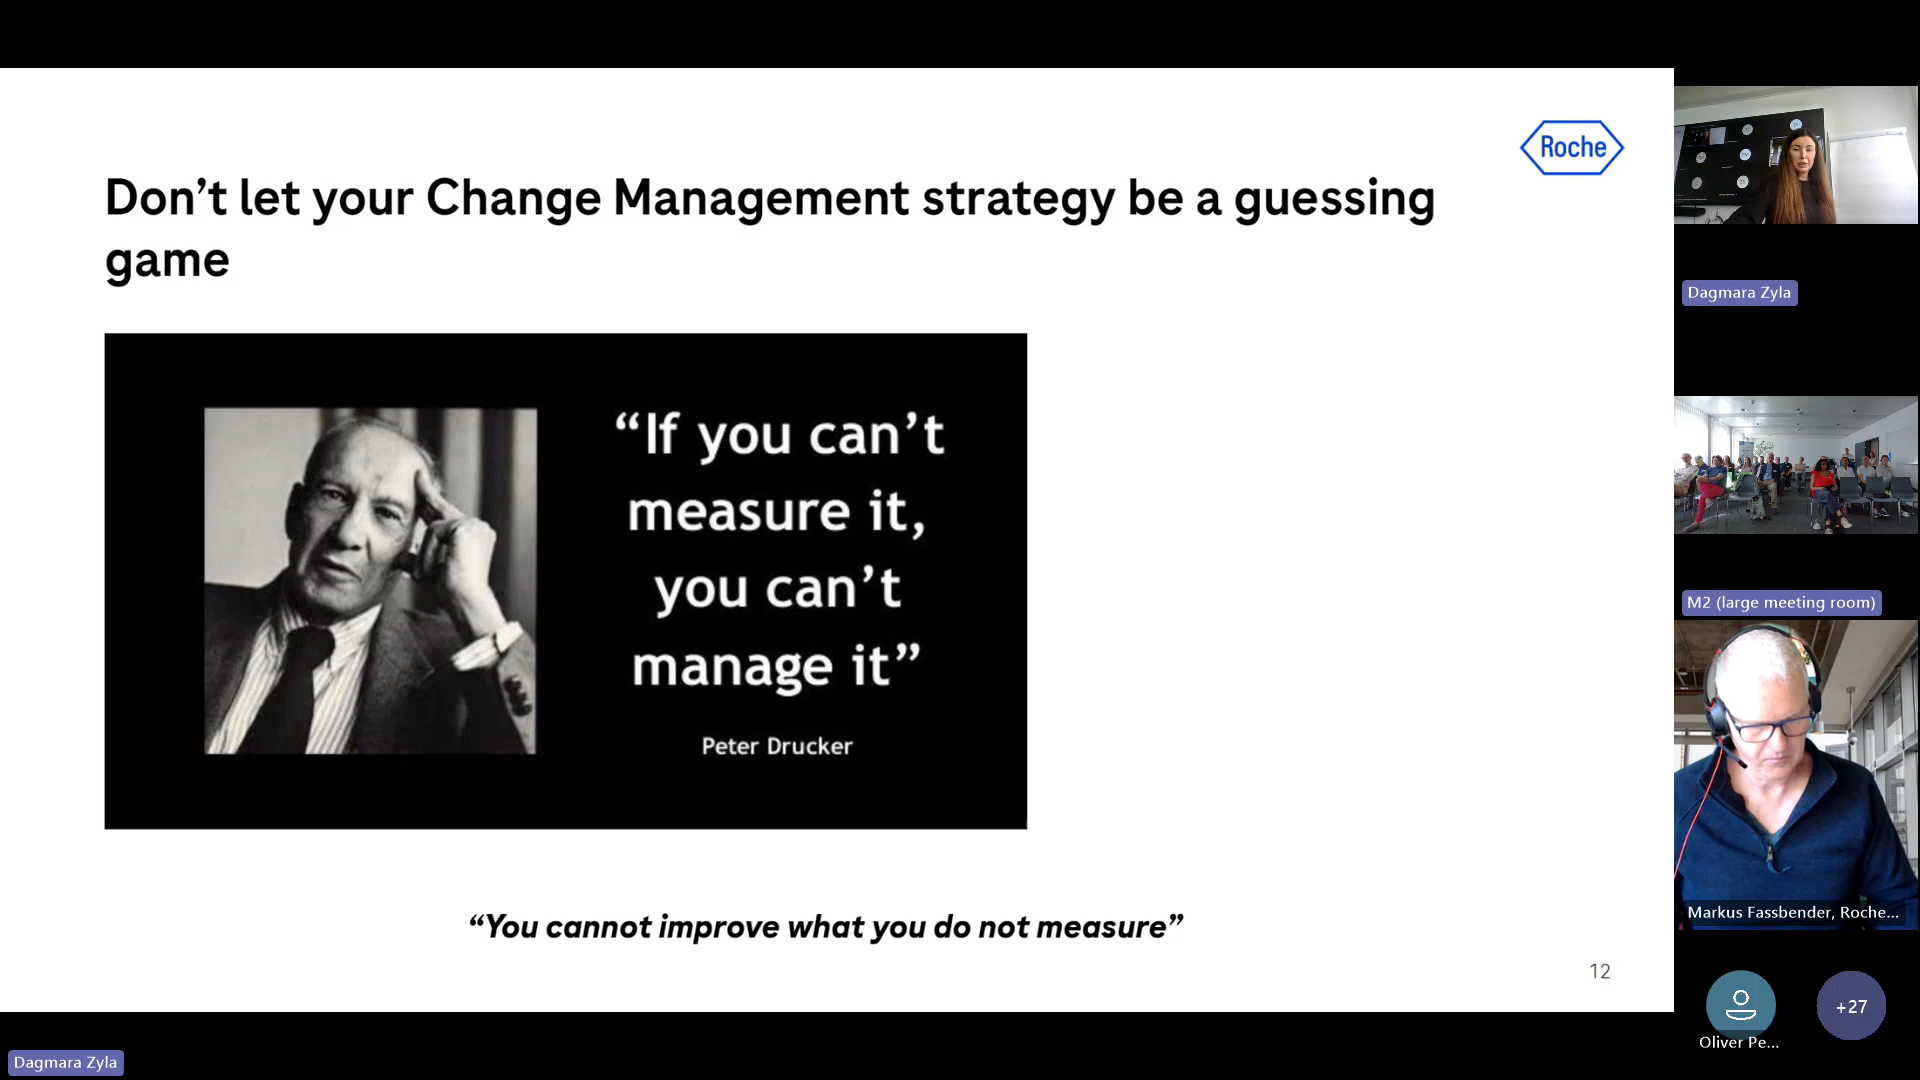 Roche
Don’t let your Change Management strategy be a guessing
game
“If you can’t
measure it,
you can’t
manage it”
Peter Drucker
“You cannot improve what you do not measure”
12
Dagmara Zyla
Dagmara Zyla
M2 (large meeting room)
Markus Fassbender, Roche...
Oliver Pe...
+27